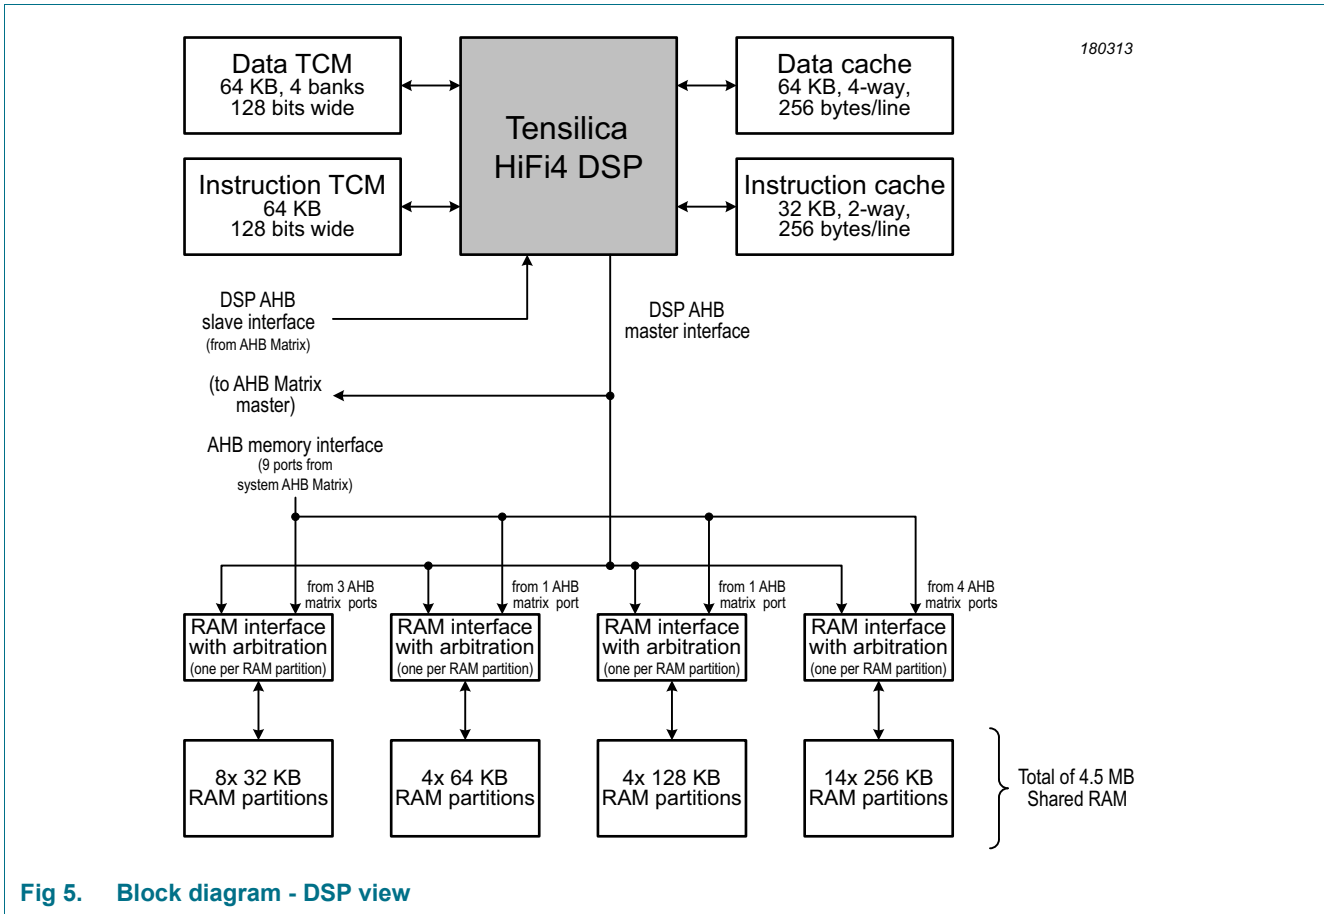 180313
Data TCM
64 KB, 4 banks
128 bits wide
Tensilica
HiFi4 DSP
Data cache
64 KB, 4-way,
256 bytes/line
Instruction TCM
64 KB
128 bits wide
Instruction cache
32 KB, 2-way,
256 bytes/line
DSP AHB
slave interface
(from AHB Matrix)
DSP AHB
master interface
(to AHB Matrix
master)
AHB memory interface
(9 ports from
system AHB Matrix)
from 3 AHB
matrix ports
from 1 AHB
matrix port
from 1 AHB
matrix port
from 4 AHB
matrix ports
RAM interface
with arbitration
(one per RAM partition)
RAM interface
with arbitration
(one per RAM partition)
RAM interface
with arbitration
(one per RAM partition)
RAM interface
with arbitration
(one per RAM partition)
8x 32 KB
RAM partitions
4x 64 KB
RAM partitions
4x 128 KB
RAM partitions
14x 256 KB
RAM partitions
Total of 4.5 MB
Shared RAM
Fig 5. Block diagram - DSP view